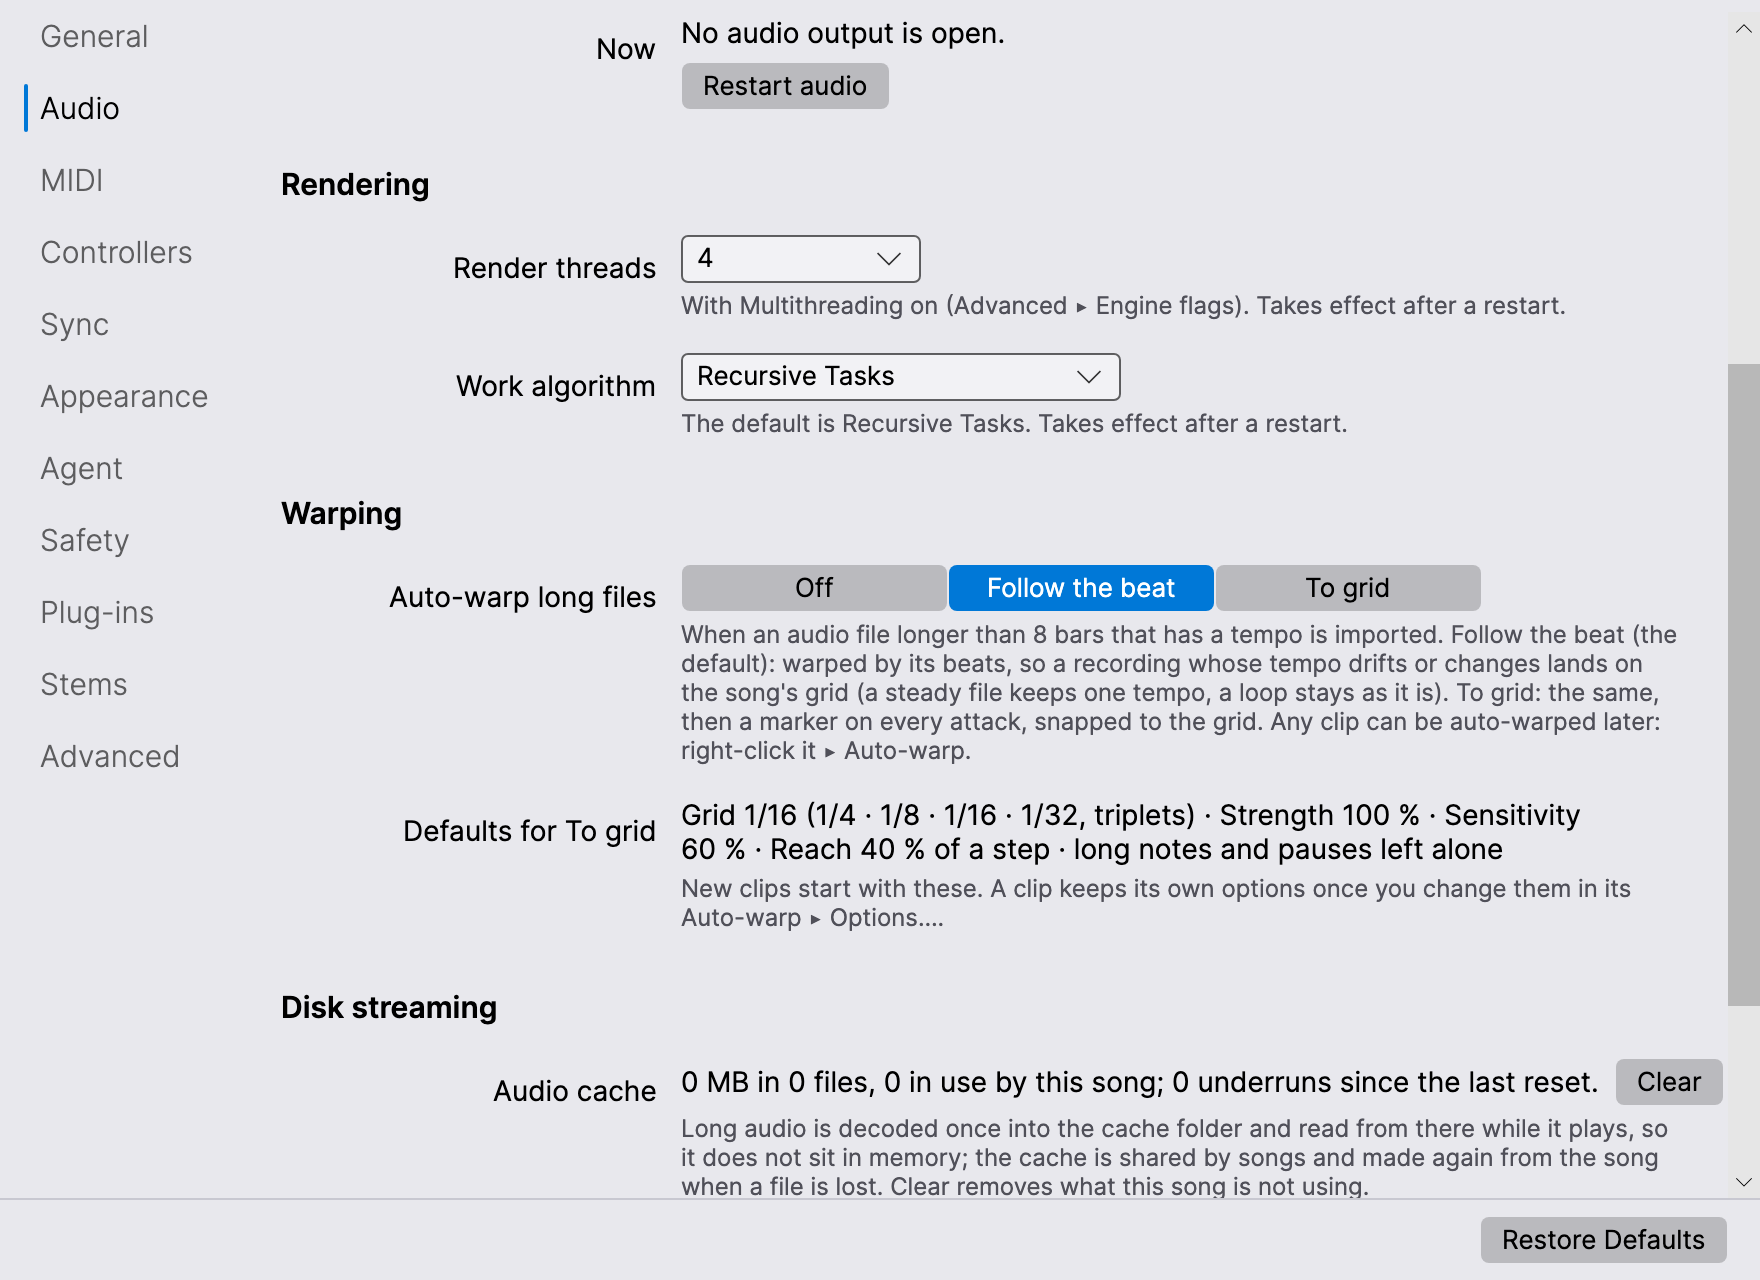 General
Audio
MIDI
Controllers
Sync
Appearance
Agent
Safety
Plug-ins
Stems
Advanced
Now
No audio output is open.
Restart audio
Rendering
Render threads
4
With Multithreading on (Advanced ▸ Engine flags). Takes effect after a restart.
Work algorithm
Recursive Tasks
The default is Recursive Tasks. Takes effect after a restart.
Warping
Auto-warp long files
Off
Follow the beat
To grid
When an audio file longer than 8 bars that has a tempo is imported. Follow the beat (the
default): warped by its beats, so a recording whose tempo drifts or changes lands on
the song's grid (a steady file keeps one tempo, a loop stays as it is). To grid: the same,
then a marker on every attack, snapped to the grid. Any clip can be auto-warped later:
right-click it ▸ Auto-warp.
Defaults for To grid
Grid 1/16 (1/4 · 1/8 · 1/16 · 1/32, triplets) · Strength 100 % · Sensitivity
60 % · Reach 40 % of a step · long notes and pauses left alone
New clips start with these. A clip keeps its own options once you change them in its
Auto-warp ▸ Options....
Disk streaming
Audio cache
0 MB in 0 files, 0 in use by this song; 0 underruns since the last reset.
Clear
Long audio is decoded once into the cache folder and read from there while it plays, so
it does not sit in memory; the cache is shared by songs and made again from the song
when a file is lost. Clear removes what this song is not using.
Restore Defaults